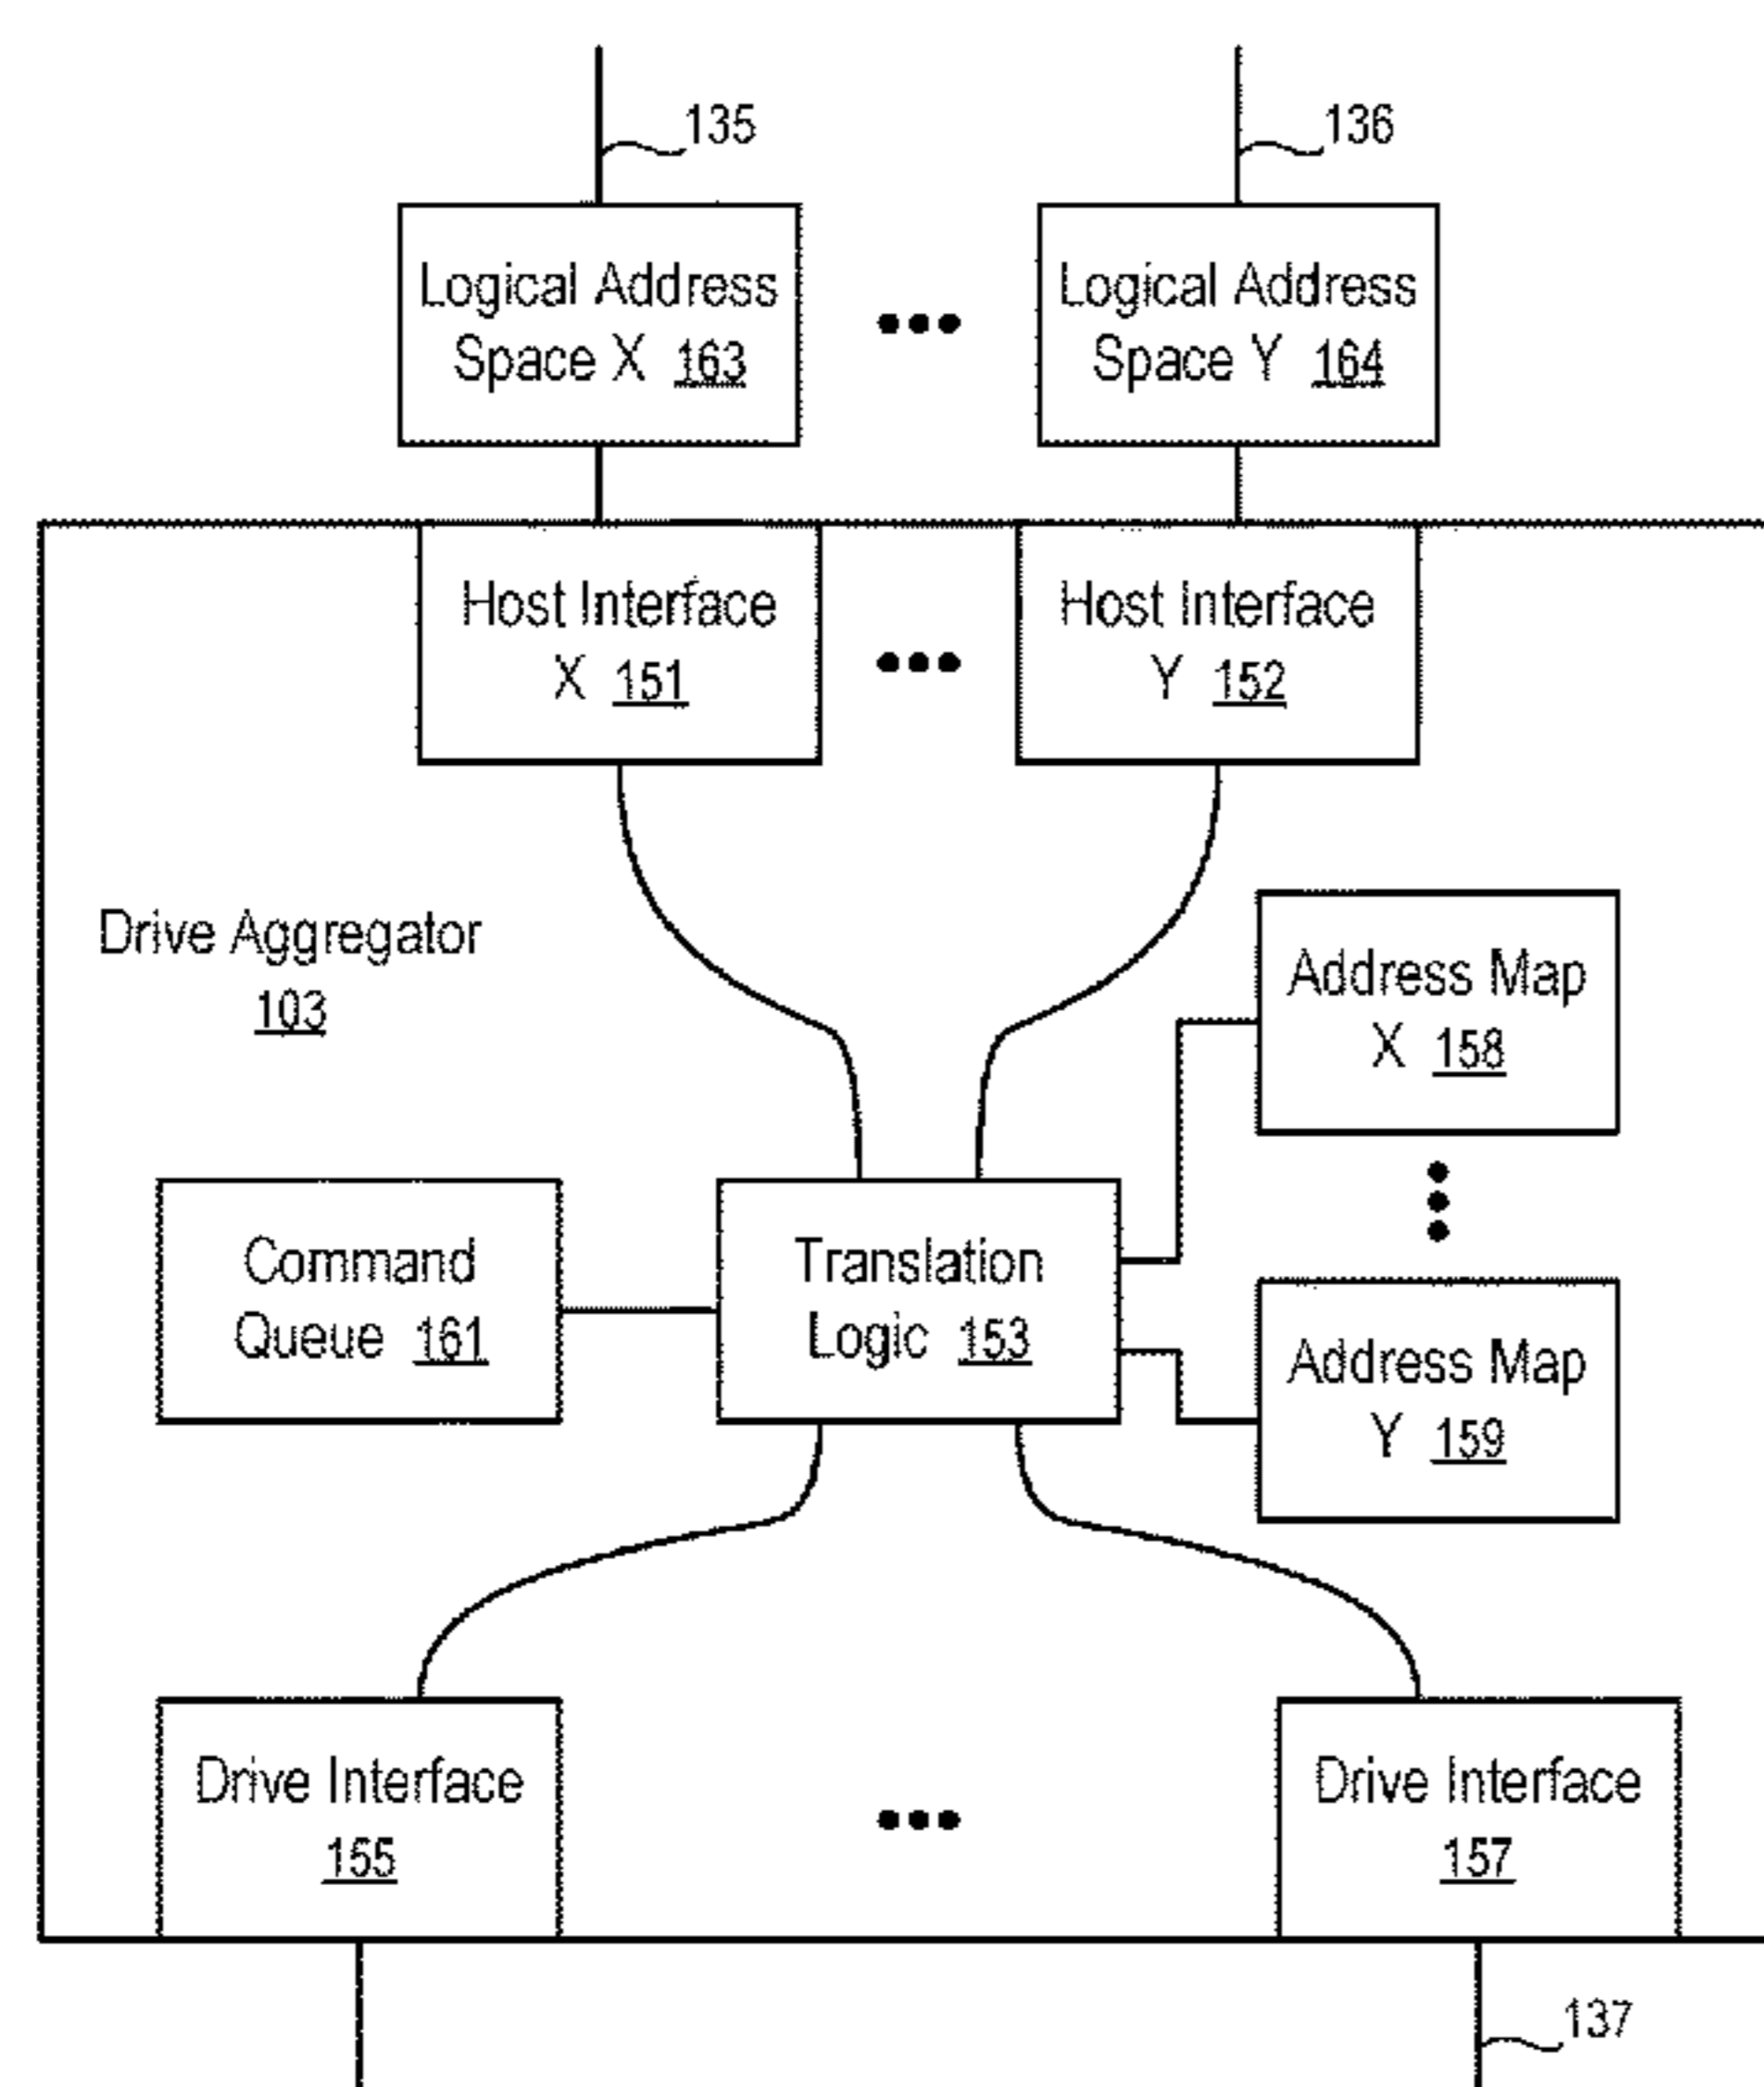 135
136
Logical Address
Space X 163
Logical Address
Space Y 164
Host Interface
X 151
Host Interface
Y 152
Drive Aggregator
103
Address Map
X 158
Command
Queue 161
Translation
Logic 153
Address Map
Y 159
Drive Interface
155
Drive Interface
157
137